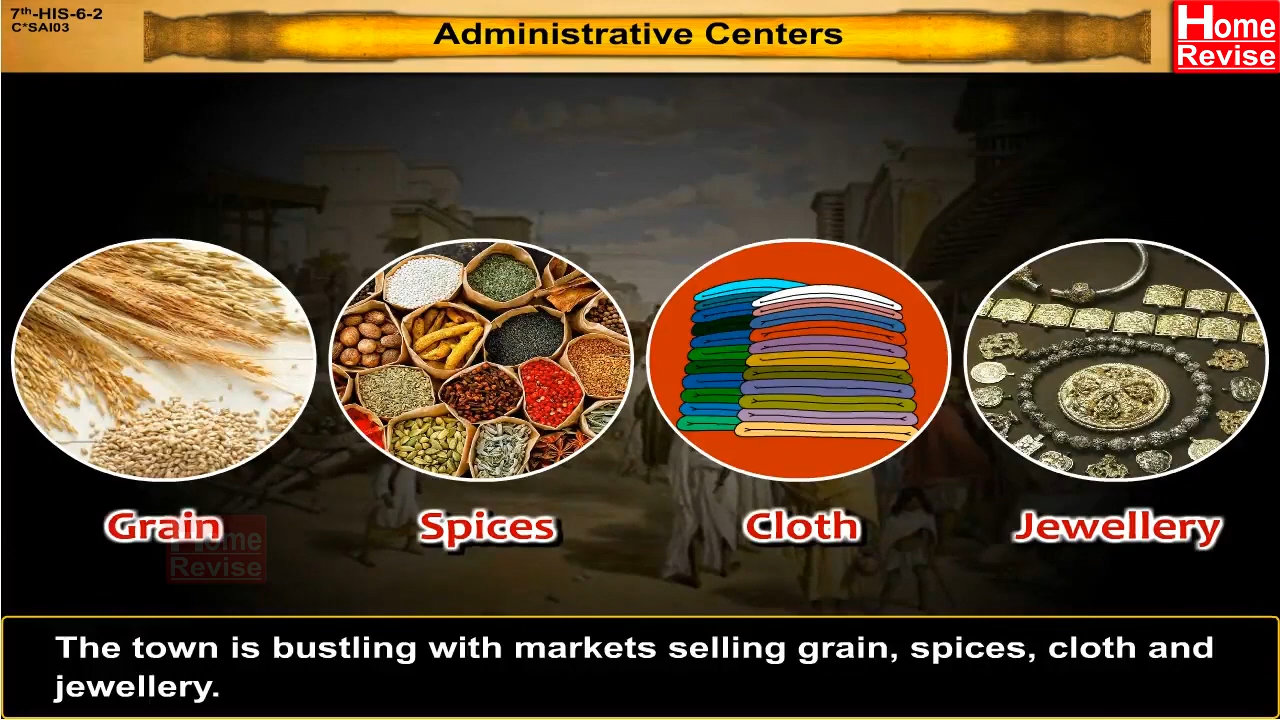 7th-HIS-6-2
C*SAI03
Administrative Centers
Home
Revise
Grain
Spices
Cloth
Jewellery
Home
Revise
The town is bustling with markets selling grain, spices, cloth and
jewellery.